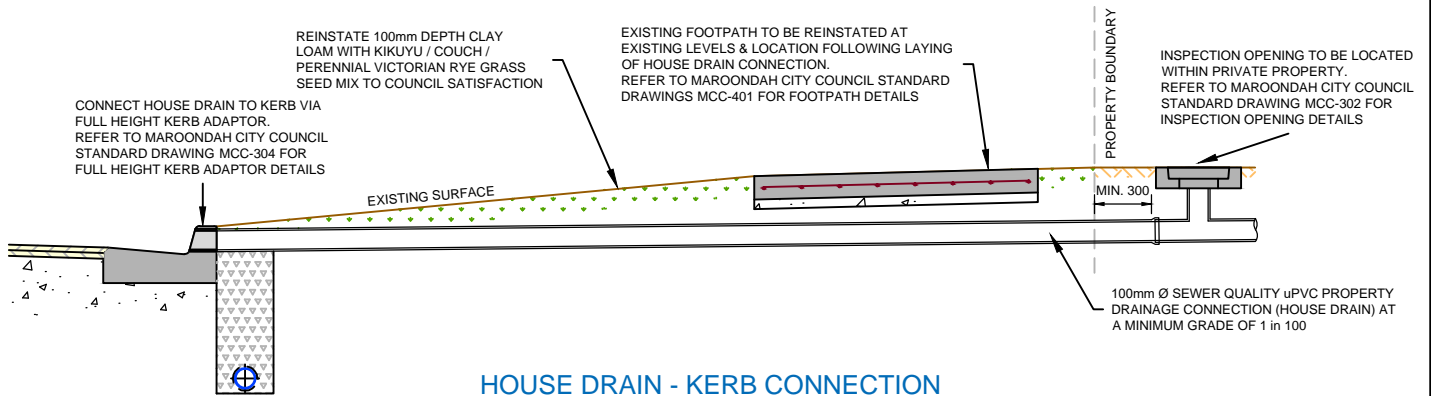 REINSTATE 100mm DEPTH CLAY
LOAM WITH KIKUYU / COUCH /
PERENNIAL VICTORIAN RYE GRASS
SEED MIX TO COUNCIL SATISFACTION
EXISTING FOOTPATH TO BE REINSTATED AT
EXISTING LEVELS & LOCATION FOLLOWING LAYING
OF HOUSE DRAIN CONNECTION.
REFER TO MAROONDAH CITY COUNCIL STANDARD
DRAWINGS MCC-401 FOR FOOTPATH DETAILS
PROPERTY BOUNDARY
INSPECTION OPENING TO BE LOCATED
WITHIN PRIVATE PROPERTY.
REFER TO MAROONDAH CITY COUNCIL
STANDARD DRAWING MCC-302 FOR
INSPECTION OPENING DETAILS
CONNECT HOUSE DRAIN TO KERB VIA
FULL HEIGHT KERB ADAPTOR.
REFER TO MAROONDAH CITY COUNCIL
STANDARD DRAWING MCC-304 FOR
FULL HEIGHT KERB ADAPTOR DETAILS
EXISTING SURFACE
MIN. 300
100mm Ø SEWER QUALITY uPVC PROPERTY
DRAINAGE CONNECTION (HOUSE DRAIN) AT
A MINIMUM GRADE OF 1 in 100
HOUSE DRAIN - KERB CONNECTION